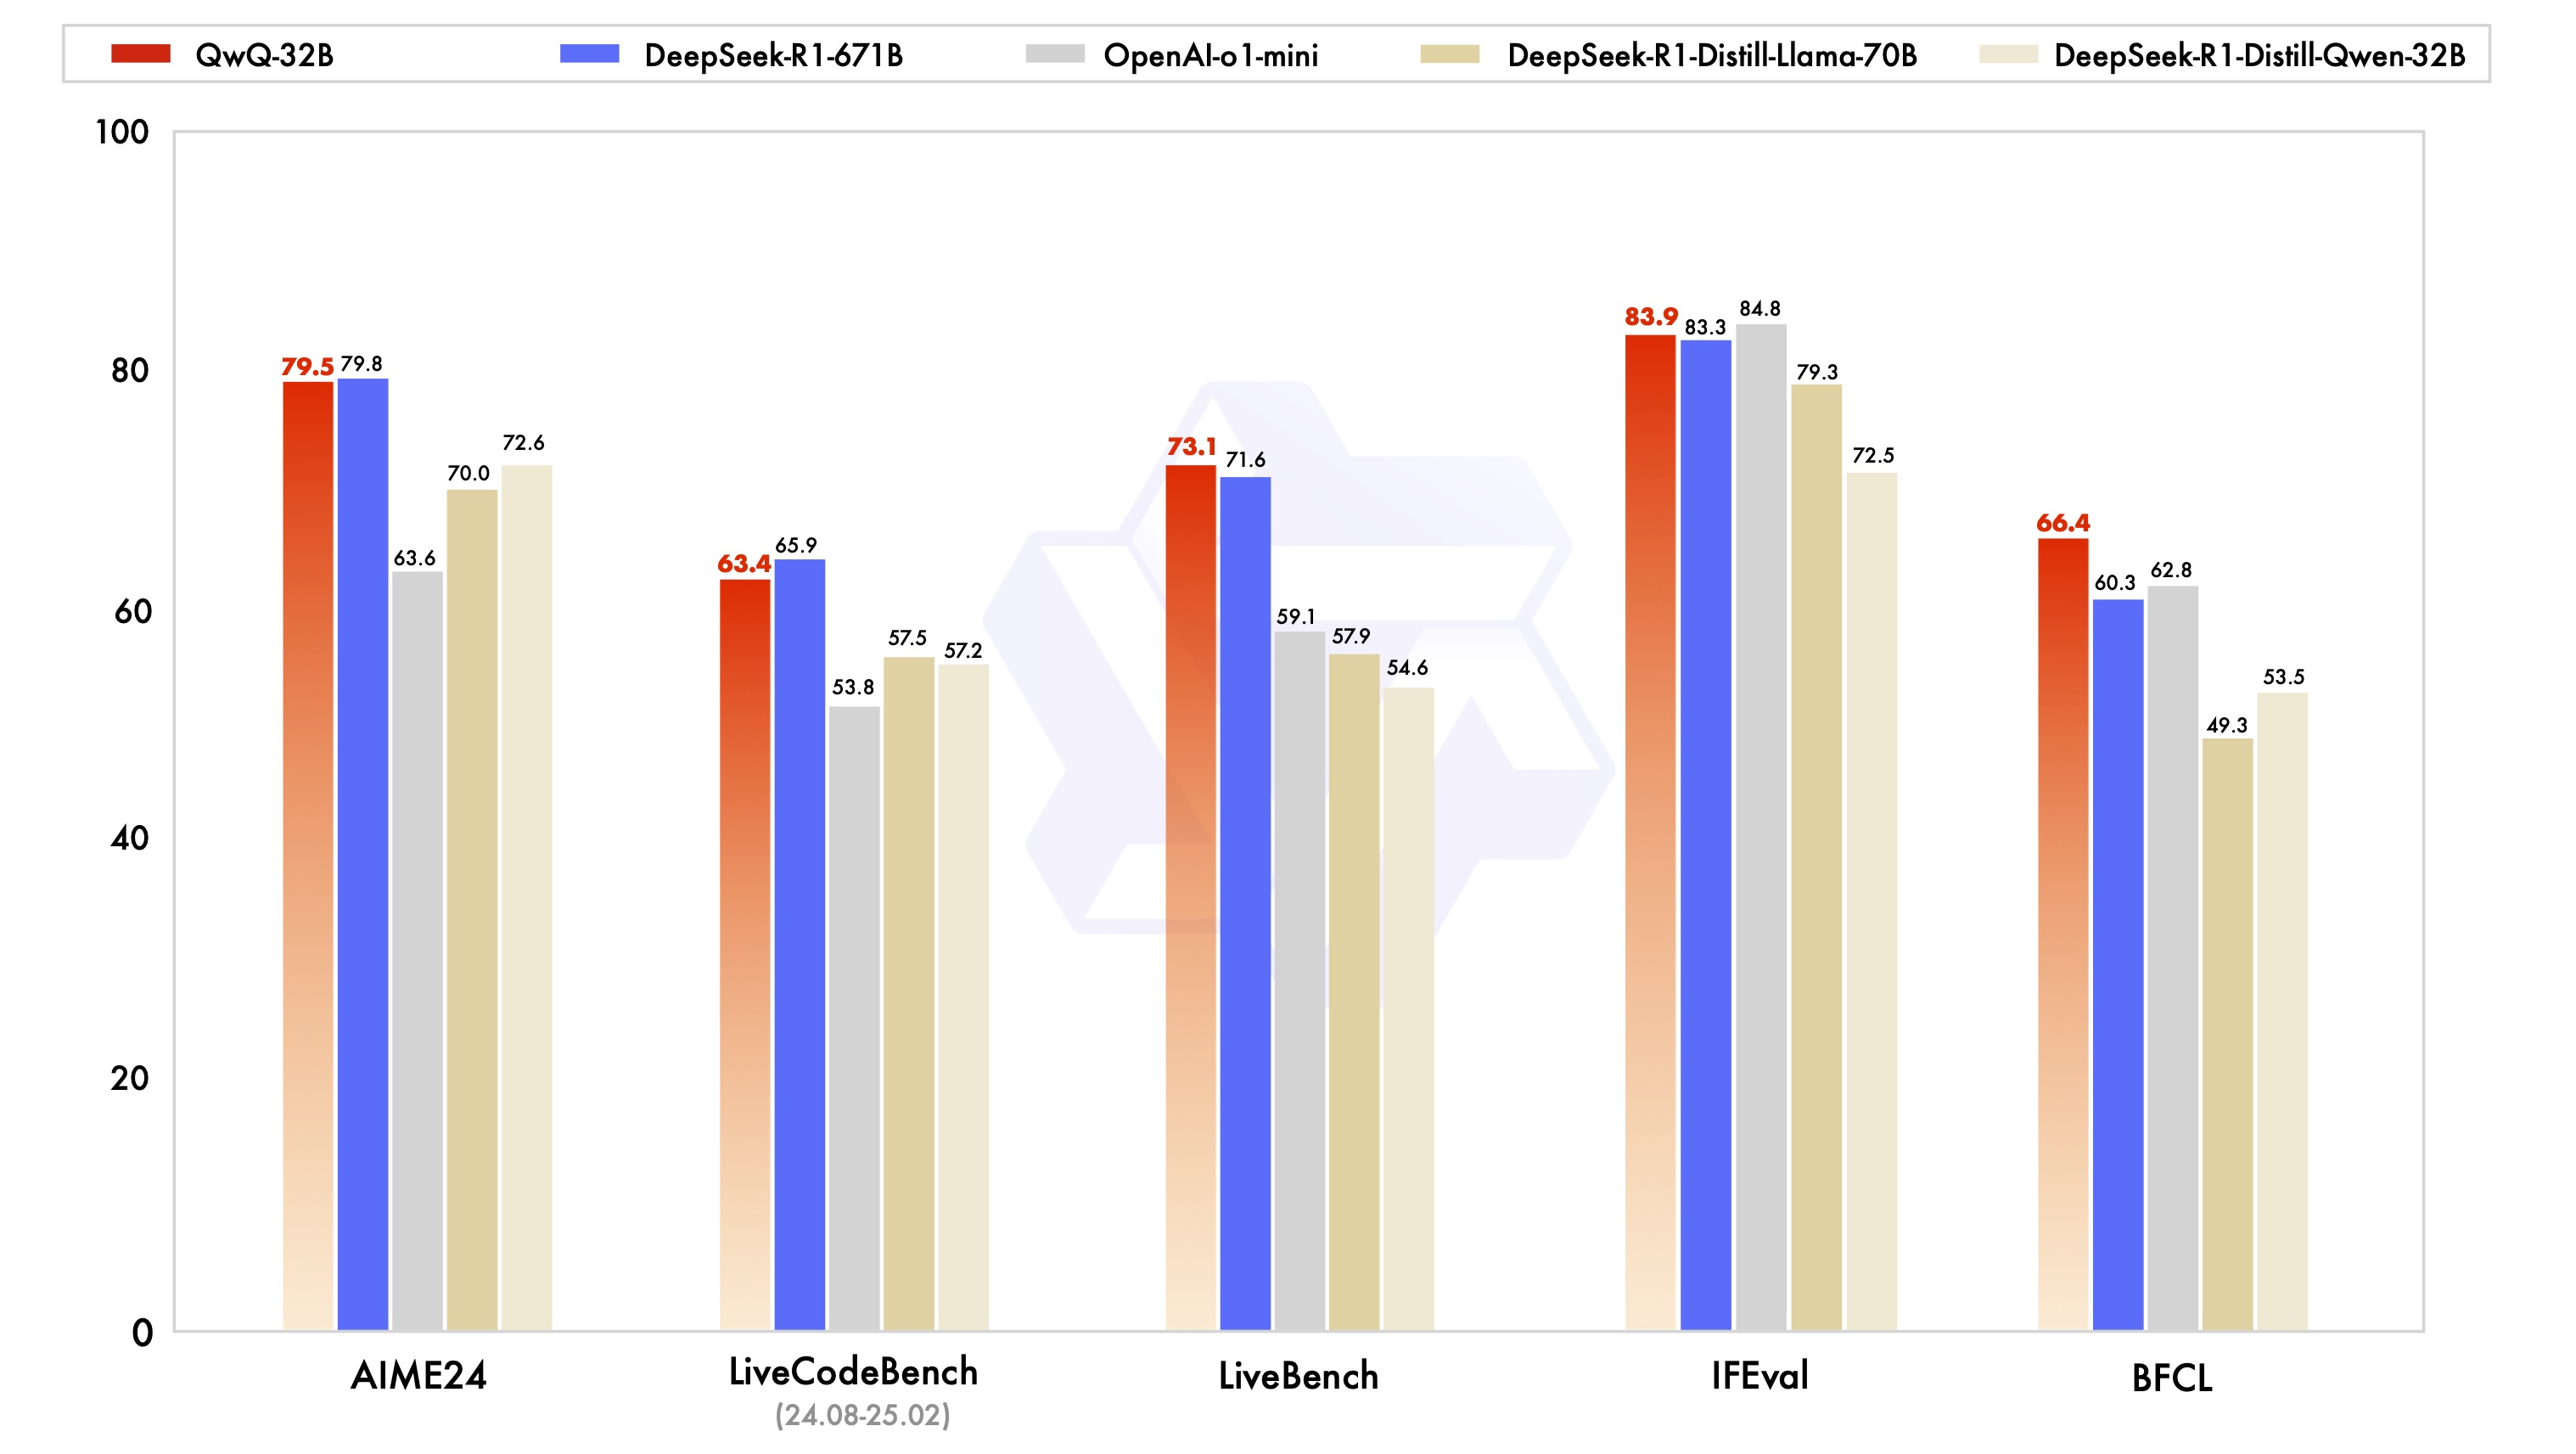 QwQ-32B DeepSeek-R1-671B OpenAI-o1-mini DeepSeek-R1-Distill-Llama-70B DeepSeek-R1-Distill-Qwen-32B
100
80
60
40
20
0
79.5 79.8 63.6 70.0 72.6
63.4 65.9 53.8 57.5 57.2
73.1 71.6 59.1 57.9 54.6
83.9 83.3 84.8 79.3 72.5
66.4 60.3 62.8 49.3 53.5
AIME24 LiveCodeBench LiveBench IFEval BFCL
(24.08-25.02)